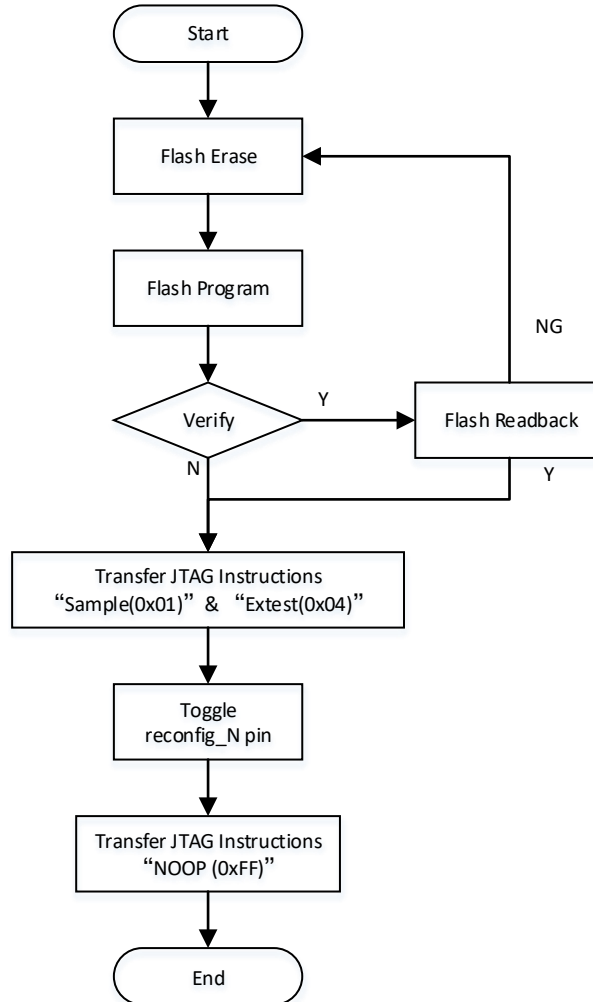 Start
Flash Erase
Flash Program
NG
Verify
Y
Flash Readback
N
Y
Transfer JTAG Instructions
“Sample(0x01)” & “Extest(0x04)”
Toggle
reconfig_N pin
Transfer JTAG Instructions
“NOOP (0xFF)”
End